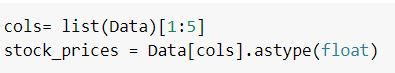 cols= list(Data)[1:5]
stock_prices = Data[cols].astype(float)